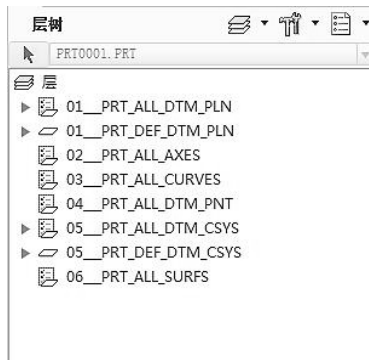 层树
PRT0001.PRT
层
01__PRT_ALL_DTM_PLN
01__PRT_DEF_DTM_PLN
02__PRT_ALL_AXES
03__PRT_ALL_CURVES
04__PRT_ALL_DTM_PNT
05__PRT_ALL_DTM_CSYS
05__PRT_DEF_DTM_CSYS
06__PRT_ALL_SURFS